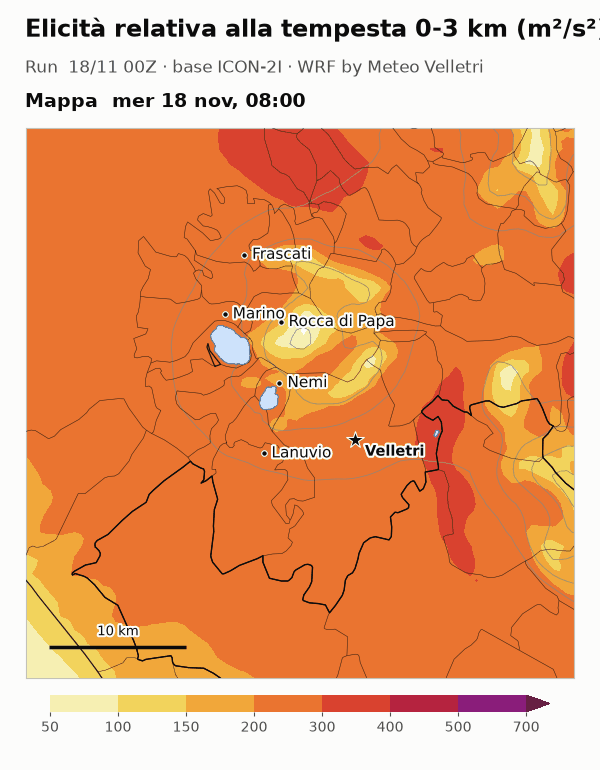 Elicità relativa alla tempesta 0-3 km (m²/s²)
Run  18/11 00Z · base ICON-2I · WRF by Meteo Velletri
Mappa  mer 18 nov, 08:00
Frascati
Marino
Rocca di Papa
Nemi
Velletri
Lanuvio
10 km
50 100 150 200 300 400 500 700